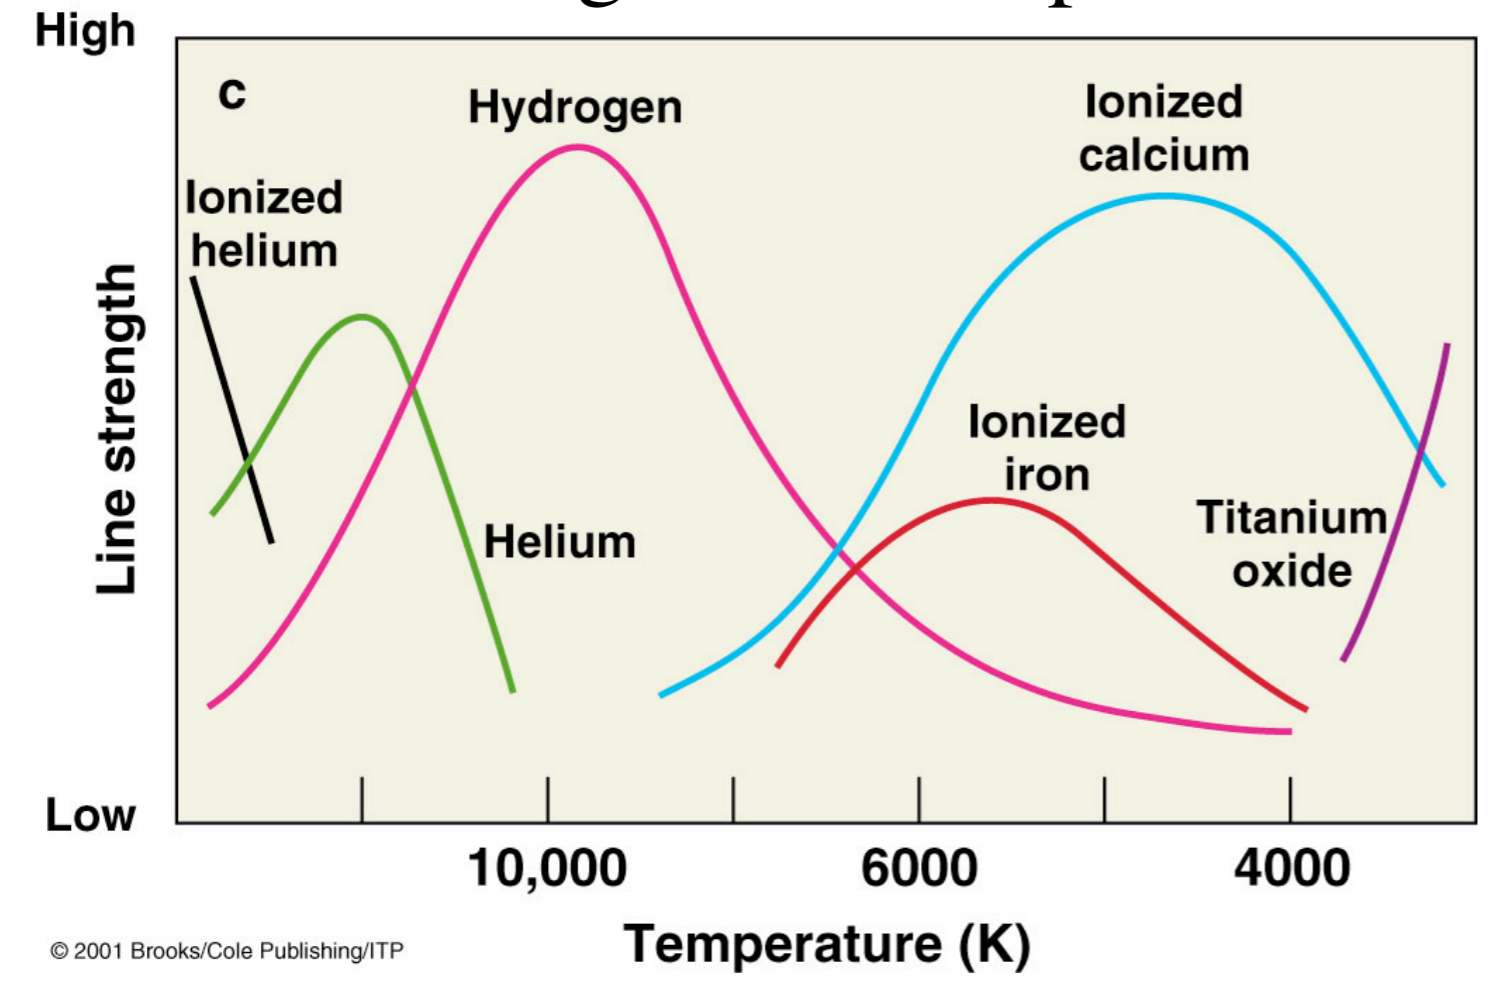 High
c
Hydrogen
Ionized
calcium
Ionized
helium
Line strength
Ionized
iron
Helium
Titanium
oxide
Low
10,000
6000
4000
Temperature (K)
© 2001 Brooks/Cole Publishing/ITP